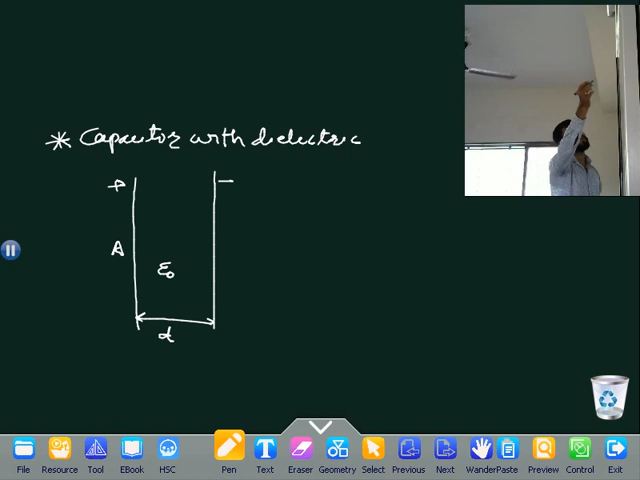 * Capacitor with dielectric
+ −
A
ε₀
d
File Resource Tool EBook HSC Pen Text Eraser Geometry Select Previous Next WanderPaste Preview Control Exit